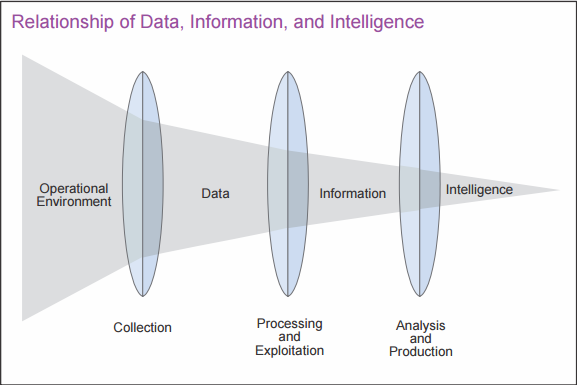 Relationship of Data, Information, and Intelligence
Operational
Environment
Data
Information
Intelligence
Collection
Processing
and
Exploitation
Analysis
and
Production